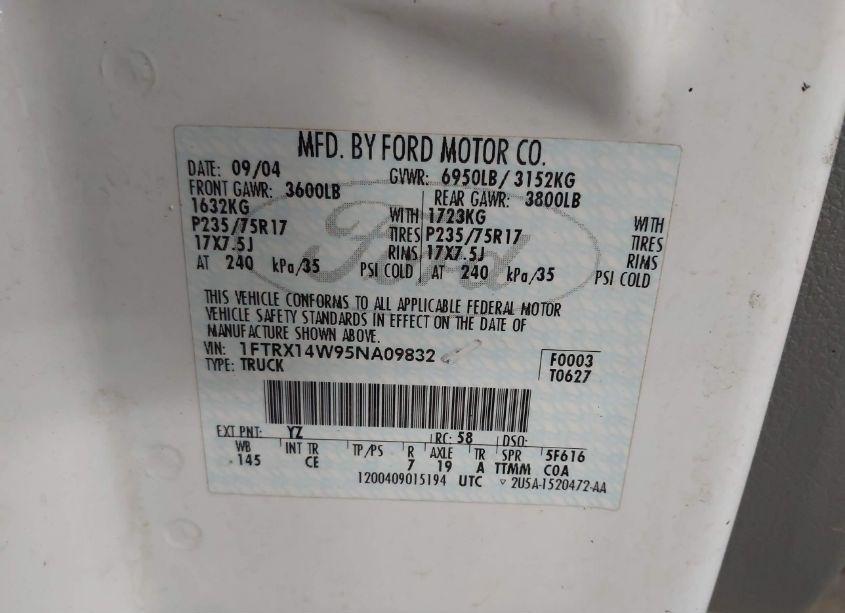 MFD. BY FORD MOTOR CO.
DATE: 09/04 GVWR: 6950LB/ 3152KG
FRONT GAWR: 3600LB REAR GAWR: 3800LB
1632KG WITH 1723KG WITH
P235/75R17 TIRES P235/75R17 TIRES
17X7.5J RIMS 17X7.5J RIMS
AT 240 kPa/35 PSI COLD AT 240 kPa/35 PSI COLD
Ford
THIS VEHICLE CONFORMS TO ALL APPLICABLE FEDERAL MOTOR
VEHICLE SAFETY STANDARDS IN EFFECT ON THE DATE OF
MANUFACTURE SHOWN ABOVE.
VIN: 1FTRX14W95NA09832 F0003
TYPE: TRUCK T0627
EXT PNT: YZ RC: 58 DSO:
WB INT TR TP/PS R AXLE TR SPR 5F616
145 CE 7 19 A TTMM COA
1200409015194 UTC ▽ 2U5A-1520472-AA